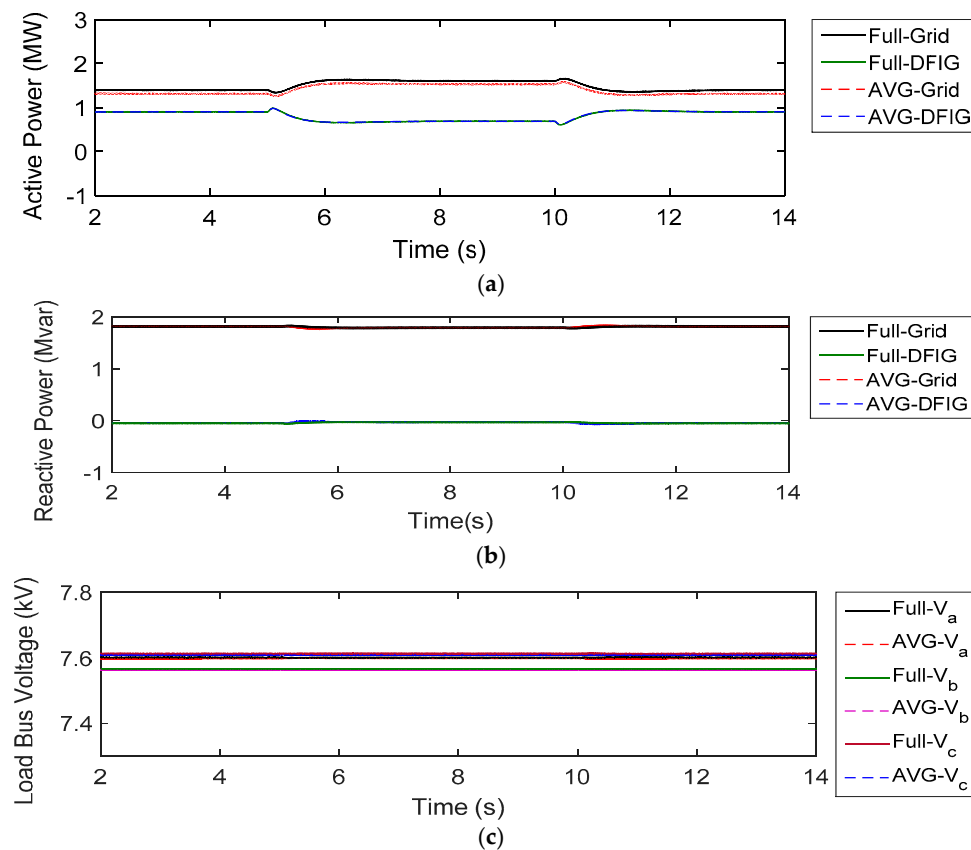 Active Power (MW)
3
2
1
0
-1
2 4 6 8 10 12 14
Time (s)
Full-Grid
Full-DFIG
AVG-Grid
AVG-DFIG
(a)
Reactive Power (Mvar)
2
1
0
-1
2 4 6 8 10 12 14
Time(s)
Full-Grid
Full-DFIG
AVG-Grid
AVG-DFIG
(b)
Load Bus Voltage (kV)
7.8
7.6
7.4
2 4 6 8 10 12 14
Time (s)
Full-Va
AVG-Va
Full-Vb
AVG-Vb
Full-Vc
AVG-Vc
(c)